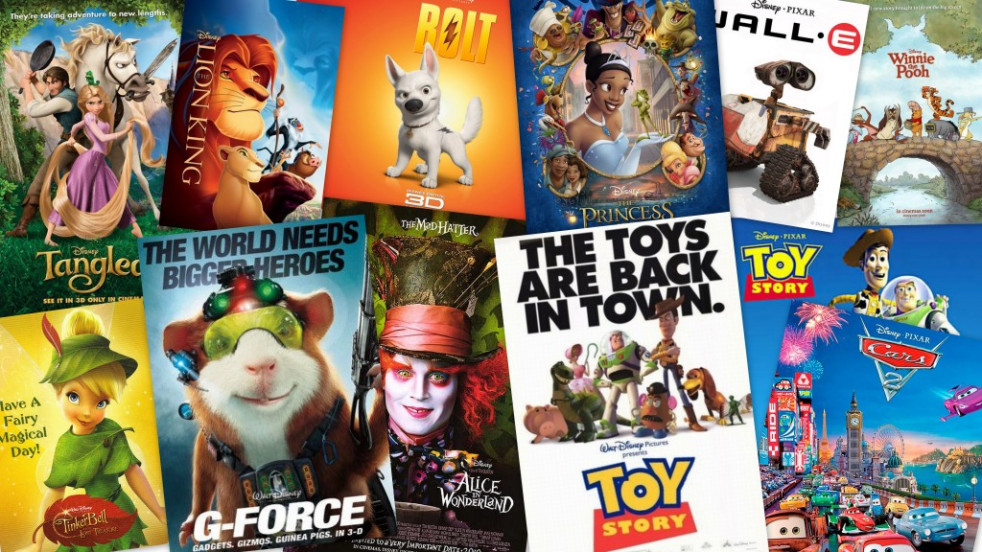 They're taking adventure to new lengths.
Disney
Tangled
SEE IT IN 3D ONLY IN CINEM
Disney
THE
LION KING
BOLT
3D
Disney
THE
PRINCESS
Disney · PIXAR
WALL·E
Winnie
the
Pooh
Have A
Fairy
Magical
Day!
Walt Disney
TinkerBell
THE WORLD NEEDS
BIGGER HEROES
Walt Disney
G-FORCE
GADGETS. GIZMOS. GUINEA PIGS. IN 3-D
THE MAD HATTER
Disney
ALICE
IN
WONDERLAND
THE TOYS
ARE BACK
IN TOWN.
Walt Disney Pictures
presents
TOY
STORY
Disney · PIXAR
TOY
STORY
Disney · PIXAR
Cars
2
RIDE